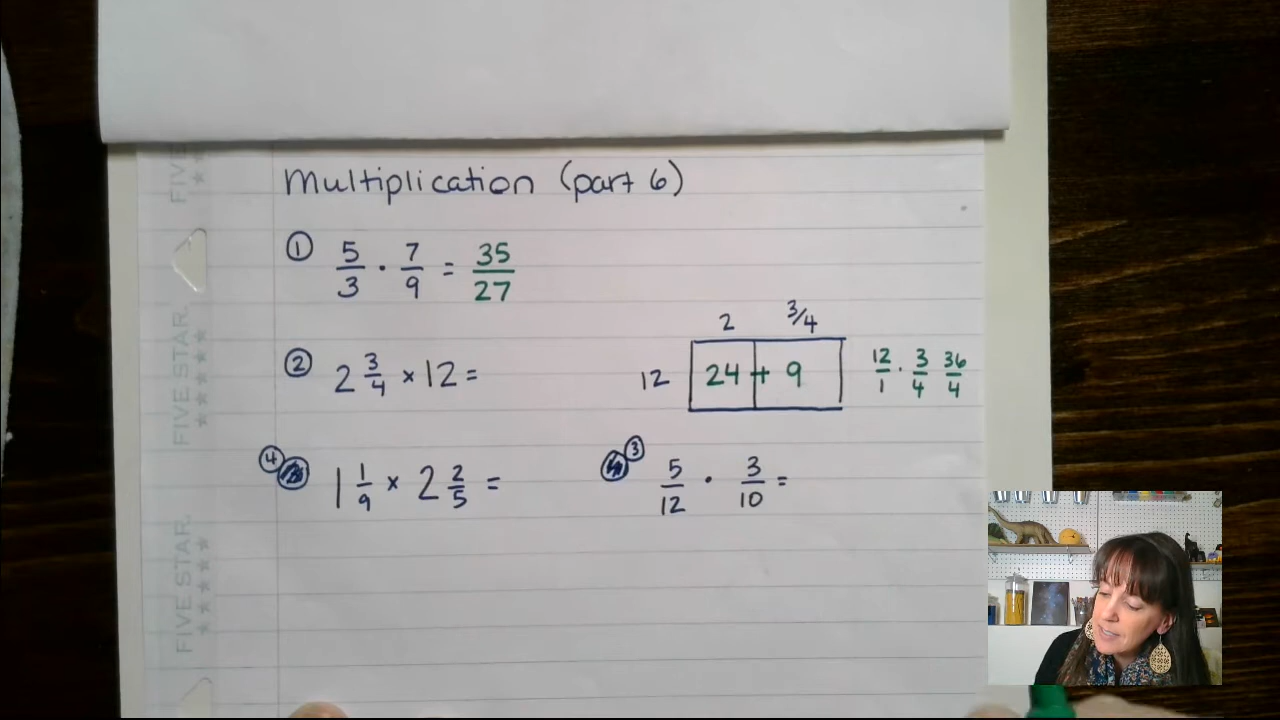 Multiplication (part 6)
① 5/3 · 7/9 = 35/27
② 2 3/4 × 12 =
2 3/4
12 24 + 9
12/1 · 3/4 36/4
④ 1 1/9 × 2 2/5 =
③ 5/12 · 3/10 =
FIVE STAR
FIVE STAR
FIVE STAR